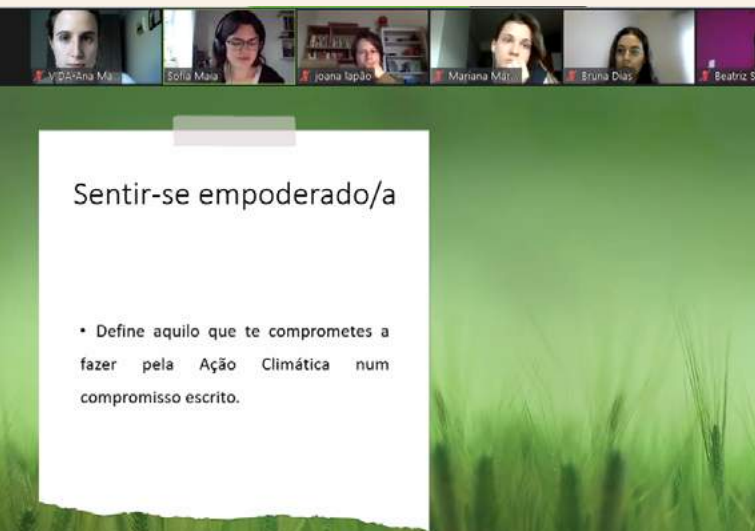 VIDA-Ana Ma...
Sofia Maia
joana lapão
Mariana Már...
Bruna Dias
Beatriz S
Sentir-se empoderado/a
• Define aquilo que te comprometes a
fazer pela Ação Climática num
compromisso escrito.